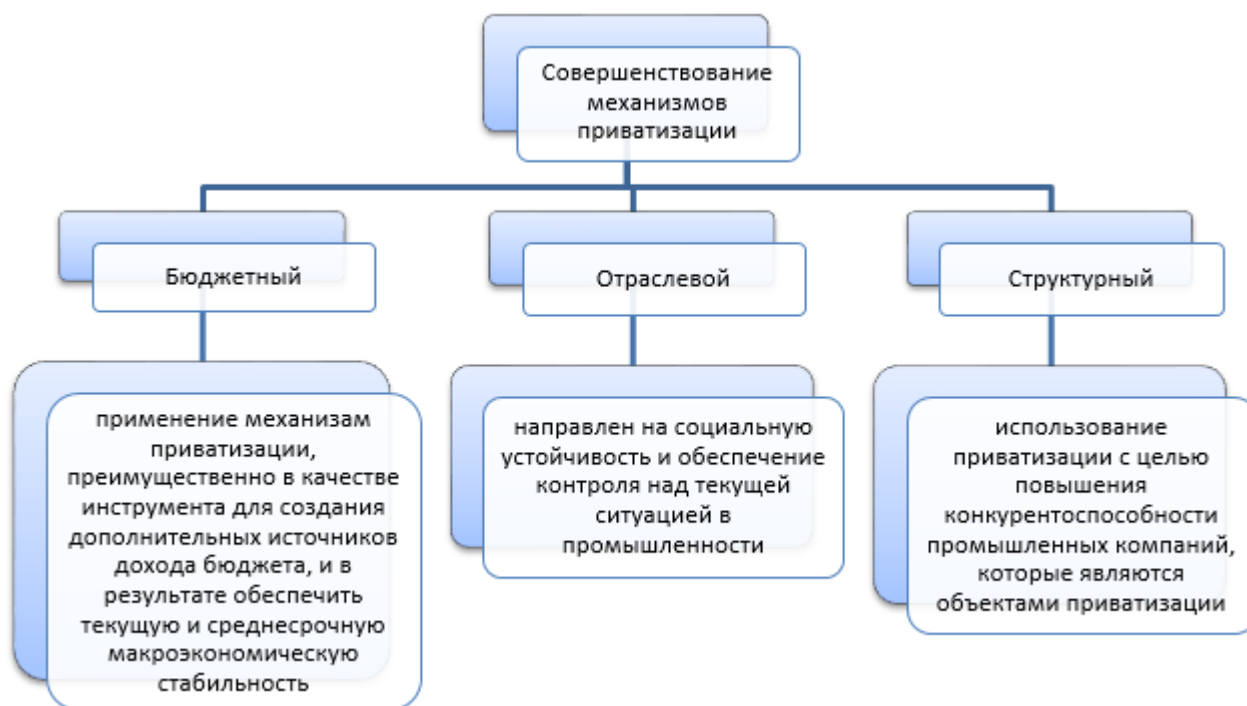 Совершенствование
механизмов
приватизации
Бюджетный
Отраслевой
Структурный
применение механизам
приватизации,
преимущественно в качестве
инструмента для создания
дополнительных источников
дохода бюджета, и в
результате обеспечить
текущую и среднесрочную
макроэкономическую
стабильность
направлен на социальную
устойчивость и обеспечение
контроля над текущей
ситуацией в
промышленности
использование
приватизации с целью
повышения
конкурентоспособности
промышленных компаний,
которые являются
объектами приватизации